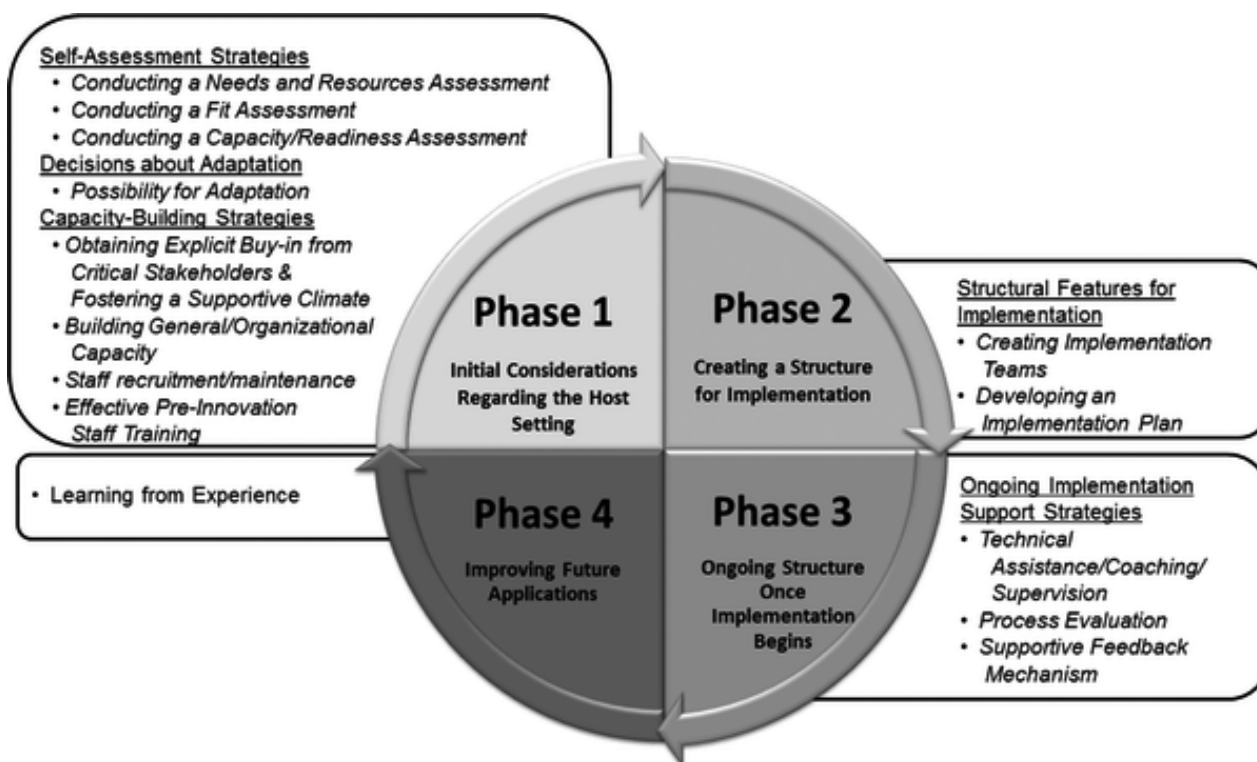 Self-Assessment Strategies
• Conducting a Needs and Resources Assessment
• Conducting a Fit Assessment
• Conducting a Capacity/Readiness Assessment
Decisions about Adaptation
• Possibility for Adaptation
Capacity-Building Strategies
• Obtaining Explicit Buy-in from
Critical Stakeholders &
Fostering a Supportive Climate
• Building General/Organizational
Capacity
• Staff recruitment/maintenance
• Effective Pre-Innovation
Staff Training
Phase 1
Initial Considerations
Regarding the Host
Setting
Phase 2
Creating a Structure
for Implementation
Structural Features for
Implementation
• Creating Implementation
Teams
• Developing an
Implementation Plan
• Learning from Experience
Phase 4
Improving Future
Applications
Phase 3
Ongoing Structure
Once
Implementation
Begins
Ongoing Implementation
Support Strategies
• Technical
Assistance/Coaching/
Supervision
• Process Evaluation
• Supportive Feedback
Mechanism